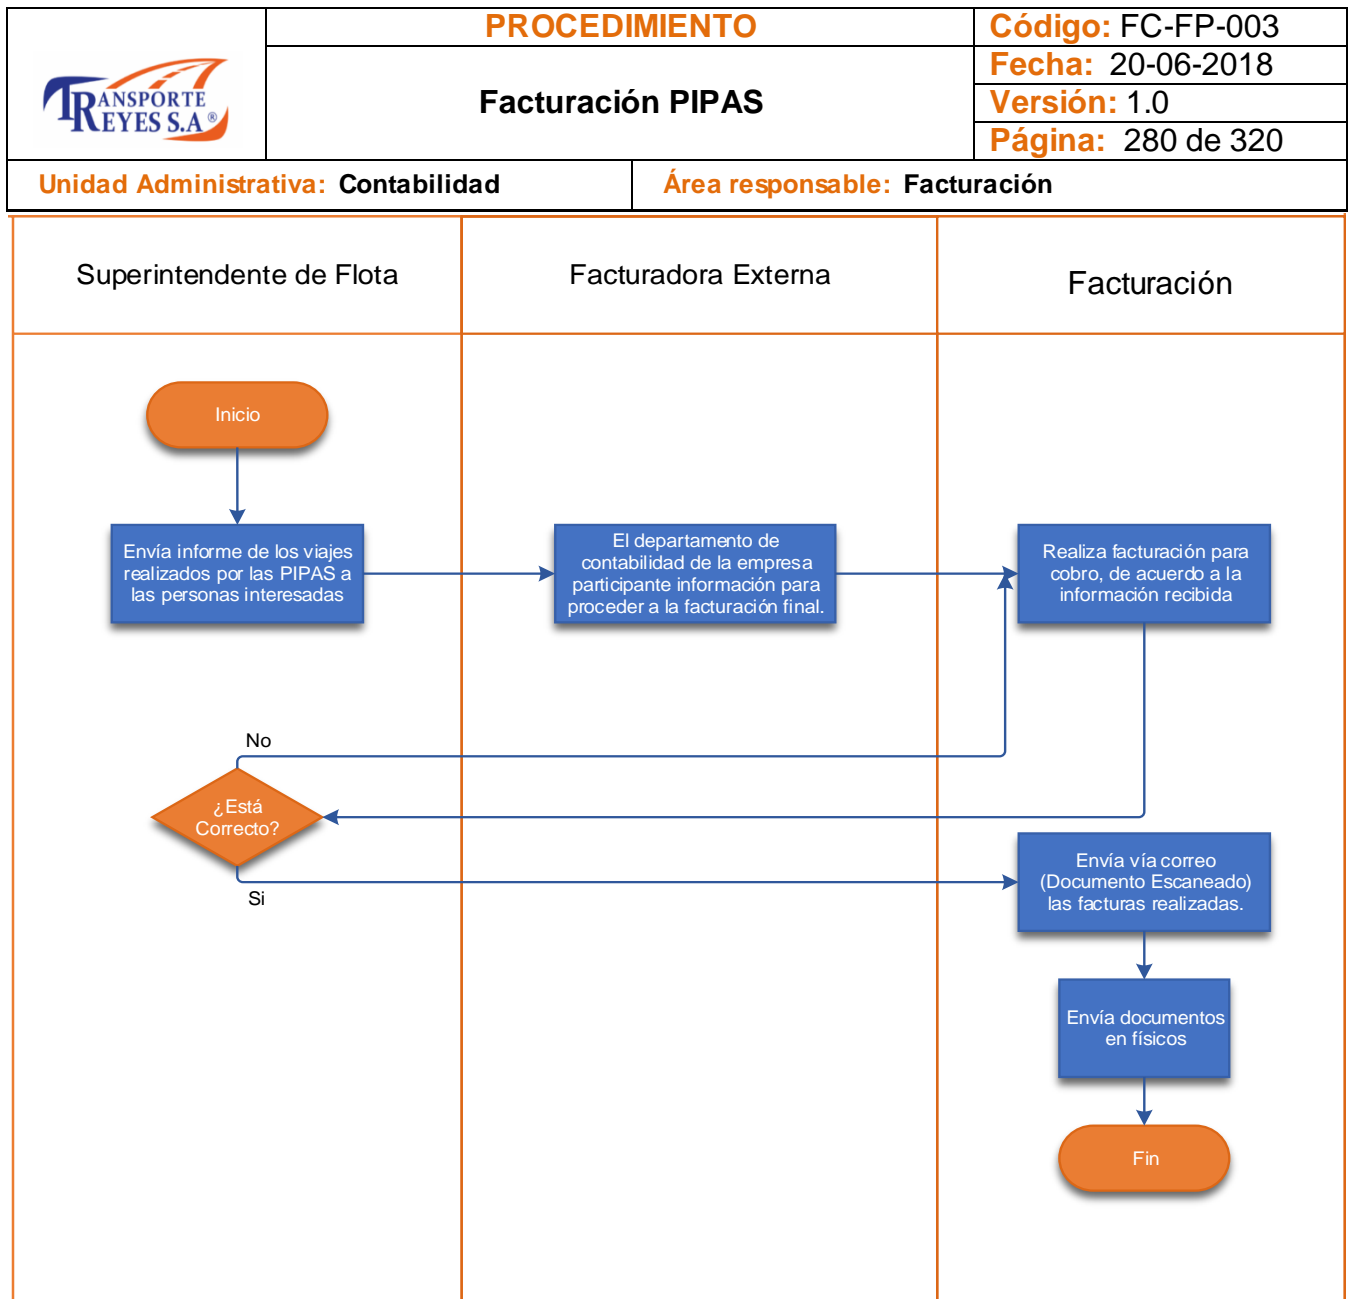 TRANSPORTE
REYES S.A®
PROCEDIMIENTO
Facturación PIPAS
Código: FC-FP-003
Fecha: 20-06-2018
Versión: 1.0
Página: 280 de 320
Unidad Administrativa: Contabilidad
Área responsable: Facturación
Superintendente de Flota
Facturadora Externa
Facturación
Inicio
Envía informe de los viajes
realizados por las PIPAS a
las personas interesadas
El departamento de
contabilidad de la empresa
participante información para
proceder a la facturación final.
Realiza facturación para
cobro, de acuerdo a la
información recibida
No
¿Está
Correcto?
Si
Envía vía correo
(Documento Escaneado)
las facturas realizadas.
Envía documentos
en físicos
Fin